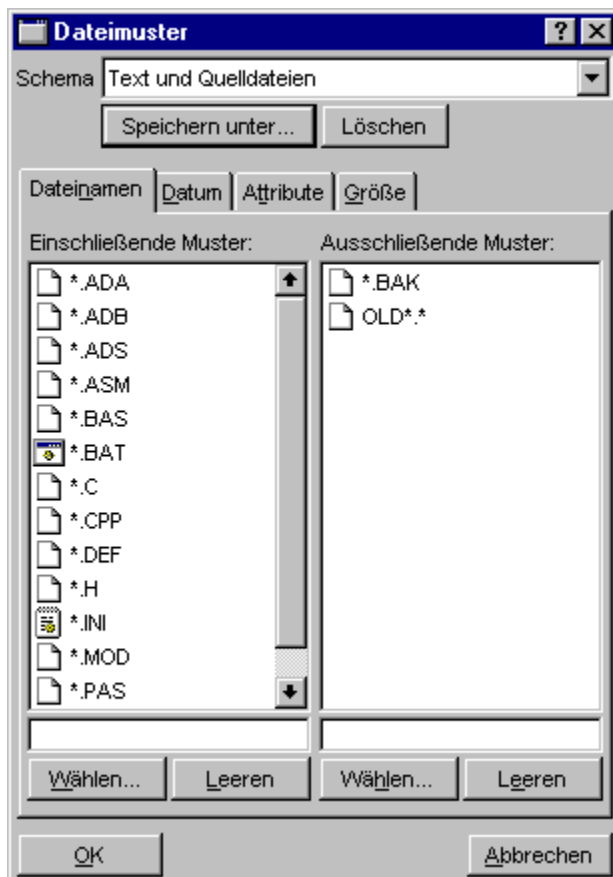 Dateimuster
Schema Text und Quelldateien
Speichern unter... Löschen
Dateinamen Datum Attribute Größe
Einschließende Muster: Ausschließende Muster:
*.ADA
*.ADB
*.ADS
*.ASM
*.BAS
*.BAT
*.C
*.CPP
*.DEF
*.H
*.INI
*.MOD
*.PAS
*.BAK
OLD*.*
Wählen... Leeren Wählen... Leeren
OK Abbrechen